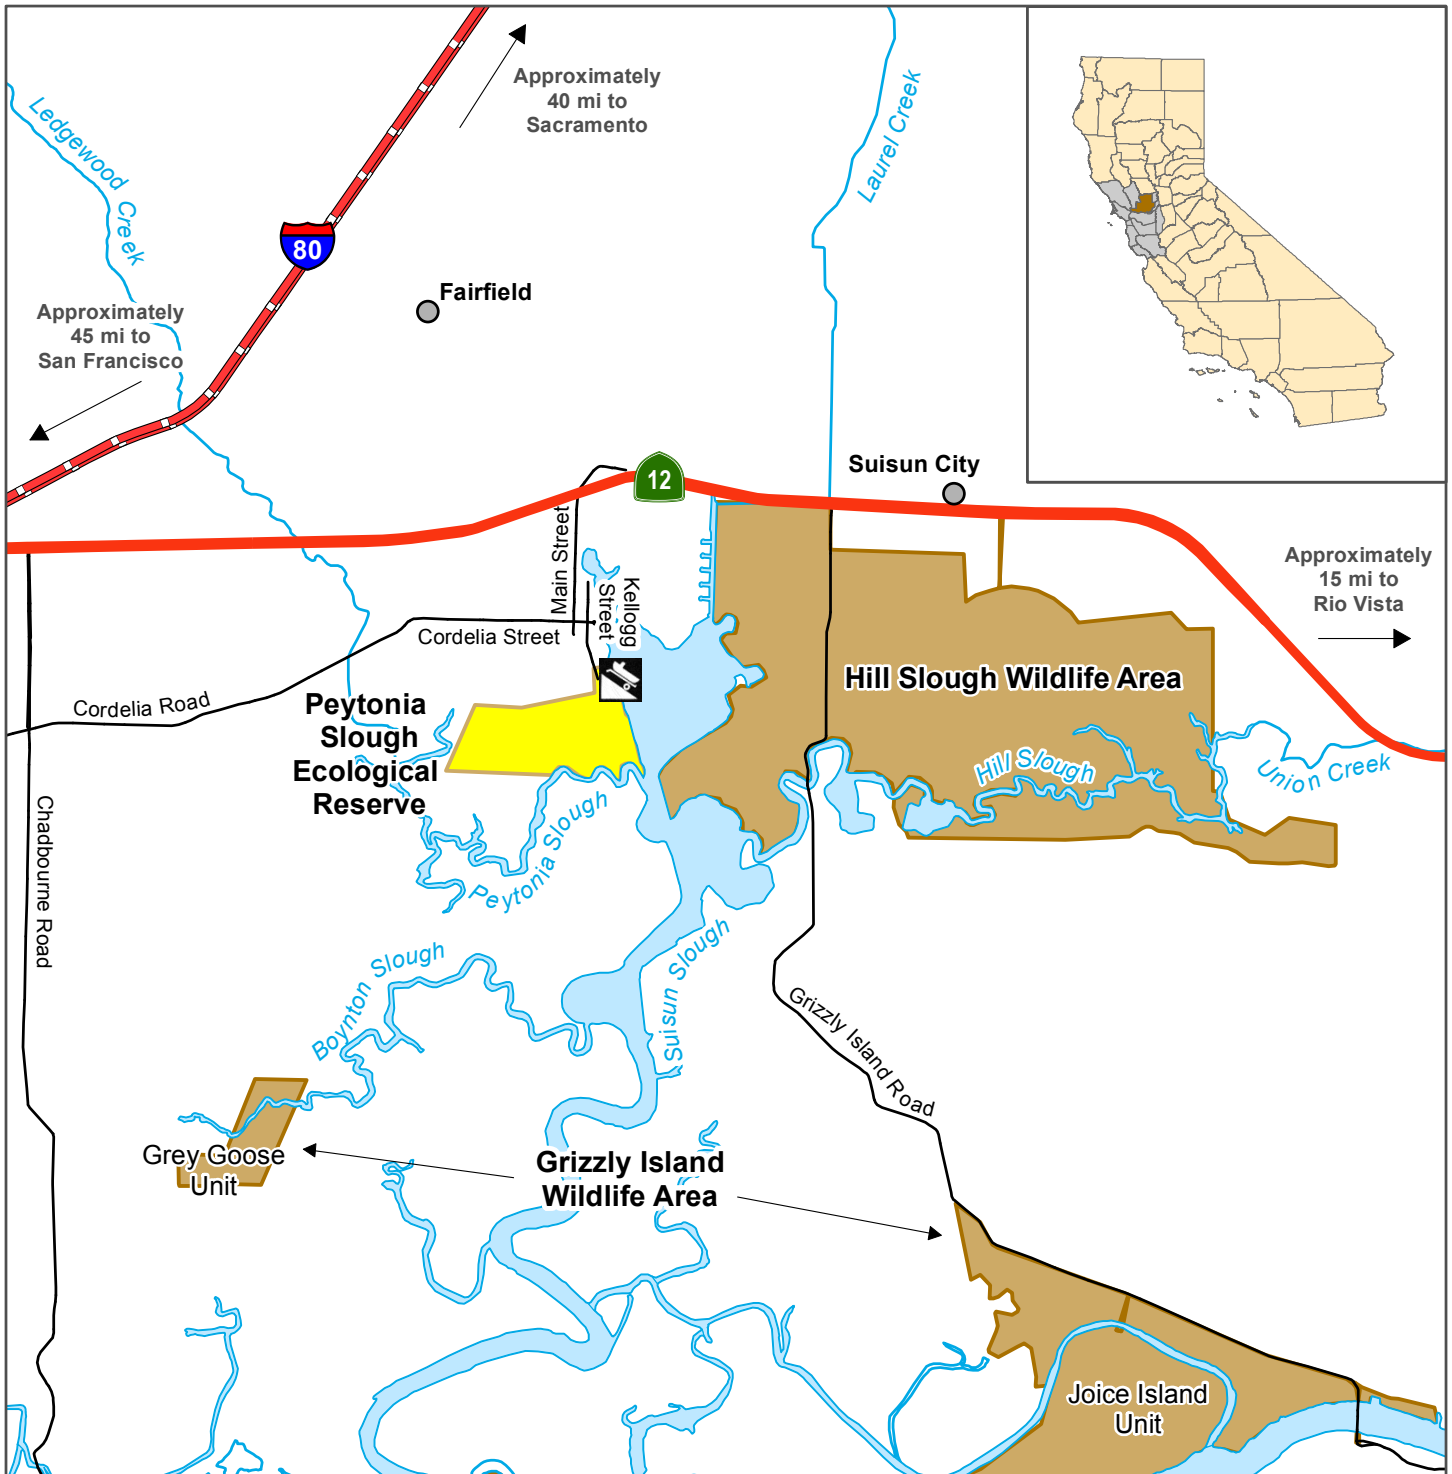 Approximately
40 mi to
Sacramento
Ledgewood Creek
Laurel Creek
80
Fairfield
Approximately
45 mi to
San Francisco
Suisun City
12
Main Street
Kellogg
Street
Approximately
15 mi to
Rio Vista
Cordelia Street
Cordelia Road
Peytonia
Slough
Ecological
Reserve
Hill Slough Wildlife Area
Hill Slough
Union Creek
Chadbourne Road
Peytonia Slough
Boynton Slough
Suisun Slough
Grizzly Island Road
Grey Goose
Unit
Grizzly Island
Wildlife Area
Joice Island
Unit